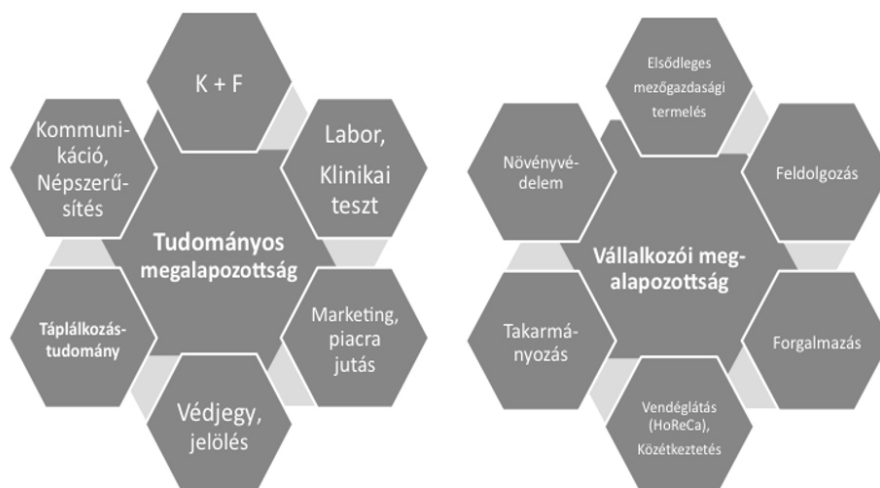 K + F
Labor,
Klinikai
teszt
Marketing,
piacra
jutás
Védjegy,
jelölés
Táplálkozás-
tudomány
Kommuni-
káció,
Népszerű-
sítés
Tudományos
megalapozottság
Elsődleges
mezőgazdasági
termelés
Feldolgozás
Forgalmazás
Vendéglátás
(HoReCa),
Közétkeztetés
Takarmá-
nyozás
Növényvé-
delem
Vállalkozói meg-
alapozottság